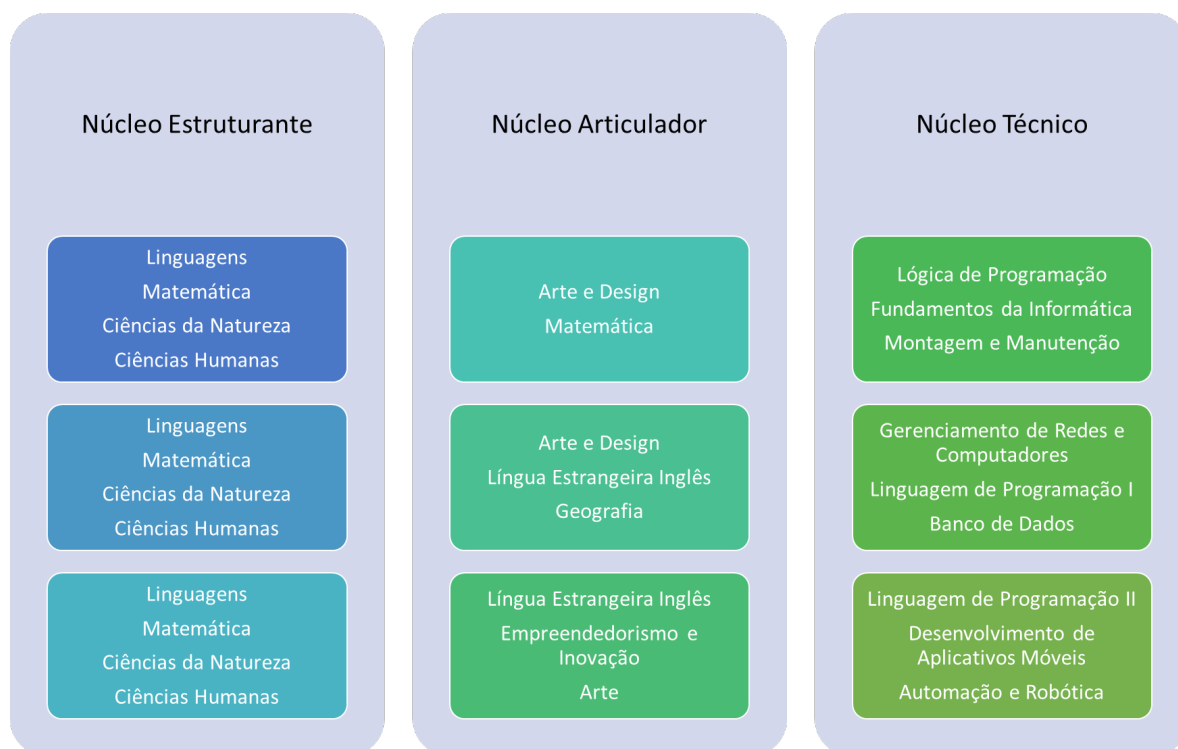 Núcleo Estruturante
Linguagens
Matemática
Ciências da Natureza
Ciências Humanas
Linguagens
Matemática
Ciências da Natureza
Ciências Humanas
Linguagens
Matemática
Ciências da Natureza
Ciências Humanas
Núcleo Articulador
Arte e Design
Matemática
Arte e Design
Língua Estrangeira Inglês
Geografia
Língua Estrangeira Inglês
Empreendedorismo e
Inovação
Arte
Núcleo Técnico
Lógica de Programação
Fundamentos da Informática
Montagem e Manutenção
Gerenciamento de Redes e
Computadores
Linguagem de Programação I
Banco de Dados
Linguagem de Programação II
Desenvolvimento de
Aplicativos Móveis
Automação e Robótica